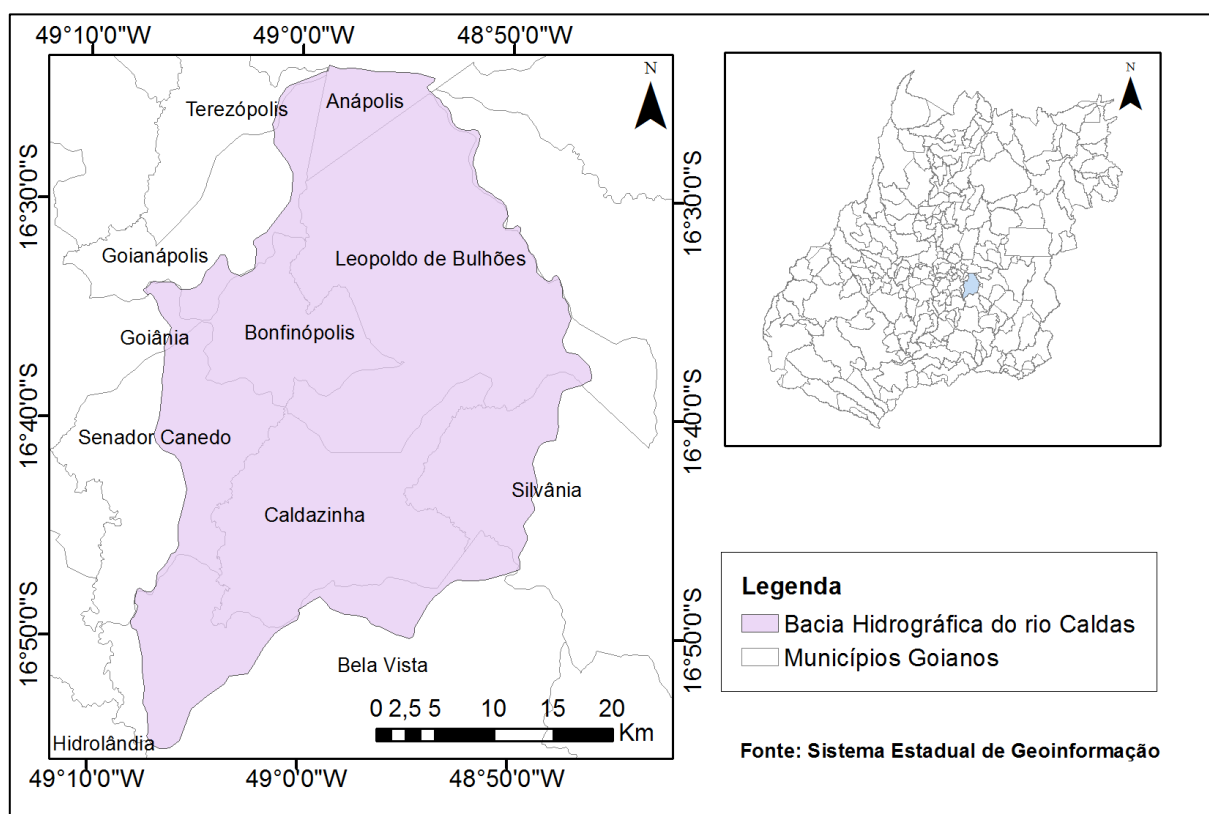 49°10'0"W 49°0'0"W 48°50'0"W
N
Terezópolis
Anápolis
16°30'0"S
16°30'0"S
Goianápolis
Leopoldo de Bulhões
Goiânia
Bonfinópolis
16°40'0"S
16°40'0"S
Senador Canedo
Silvânia
Caldazinha
16°50'0"S
16°50'0"S
Bela Vista
0 2,5 5 10 15 20
Km
Hidrolândia
49°10'0"W 49°0'0"W 48°50'0"W
N
Legenda
Bacia Hidrográfica do rio Caldas
Municípios Goianos
Fonte: Sistema Estadual de Geoinformação